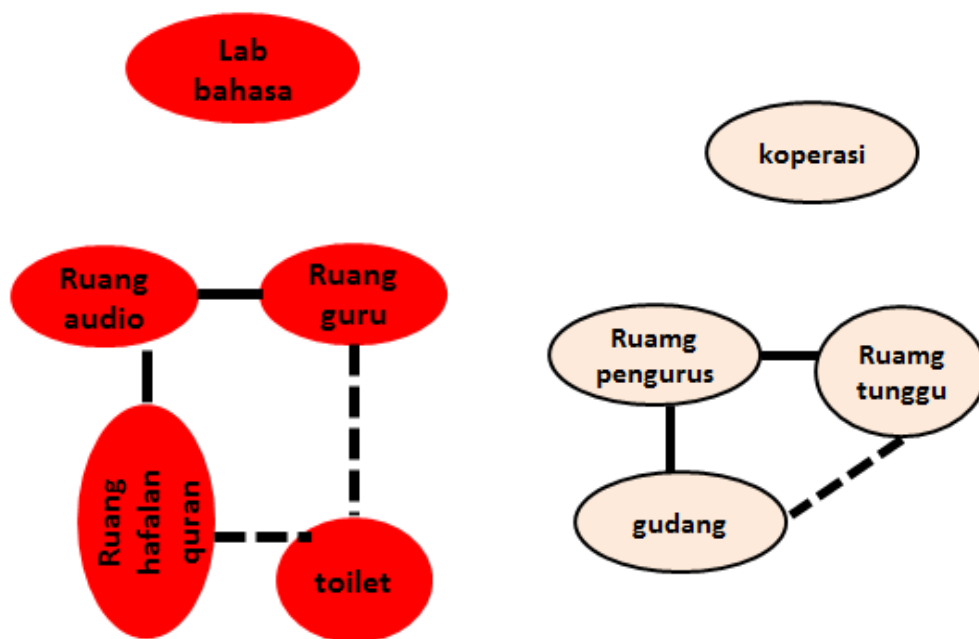 Lab
bahasa
koperasi
Ruang
audio
Ruang
guru
Ruamg
pengurus
Ruamg
tunggu
Ruang
hafalan
quran
toilet
gudang